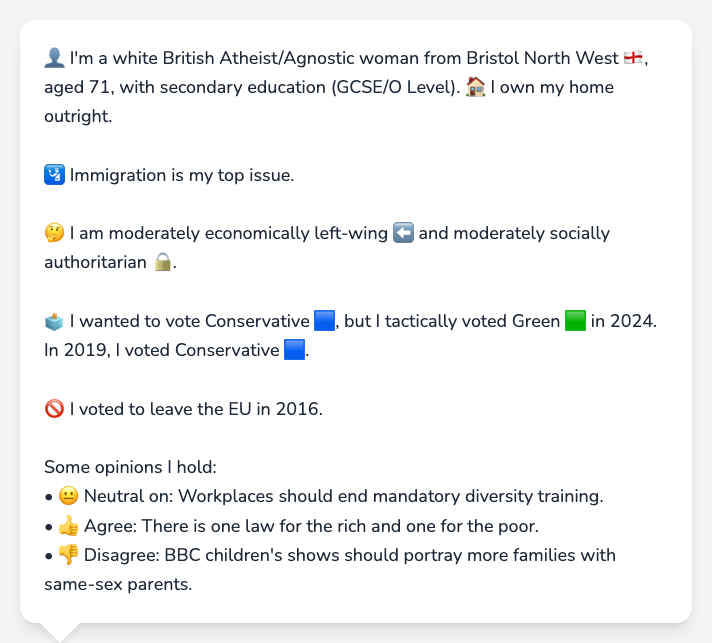 👤 I'm a white British Atheist/Agnostic woman from Bristol North West 🏴󠁧󠁢󠁥󠁮󠁧󠁿,
aged 71, with secondary education (GCSE/O Level). 🏠 I own my home
outright.
🛂 Immigration is my top issue.
🤔 I am moderately economically left-wing ⬅️ and moderately socially
authoritarian 🔒.
🗳️ I wanted to vote Conservative 🟦, but I tactically voted Green 🟩 in 2024.
In 2019, I voted Conservative 🟦.
🚫 I voted to leave the EU in 2016.
Some opinions I hold:
• 😐 Neutral on: Workplaces should end mandatory diversity training.
• 👍 Agree: There is one law for the rich and one for the poor.
• 👎 Disagree: BBC children's shows should portray more families with
same-sex parents.